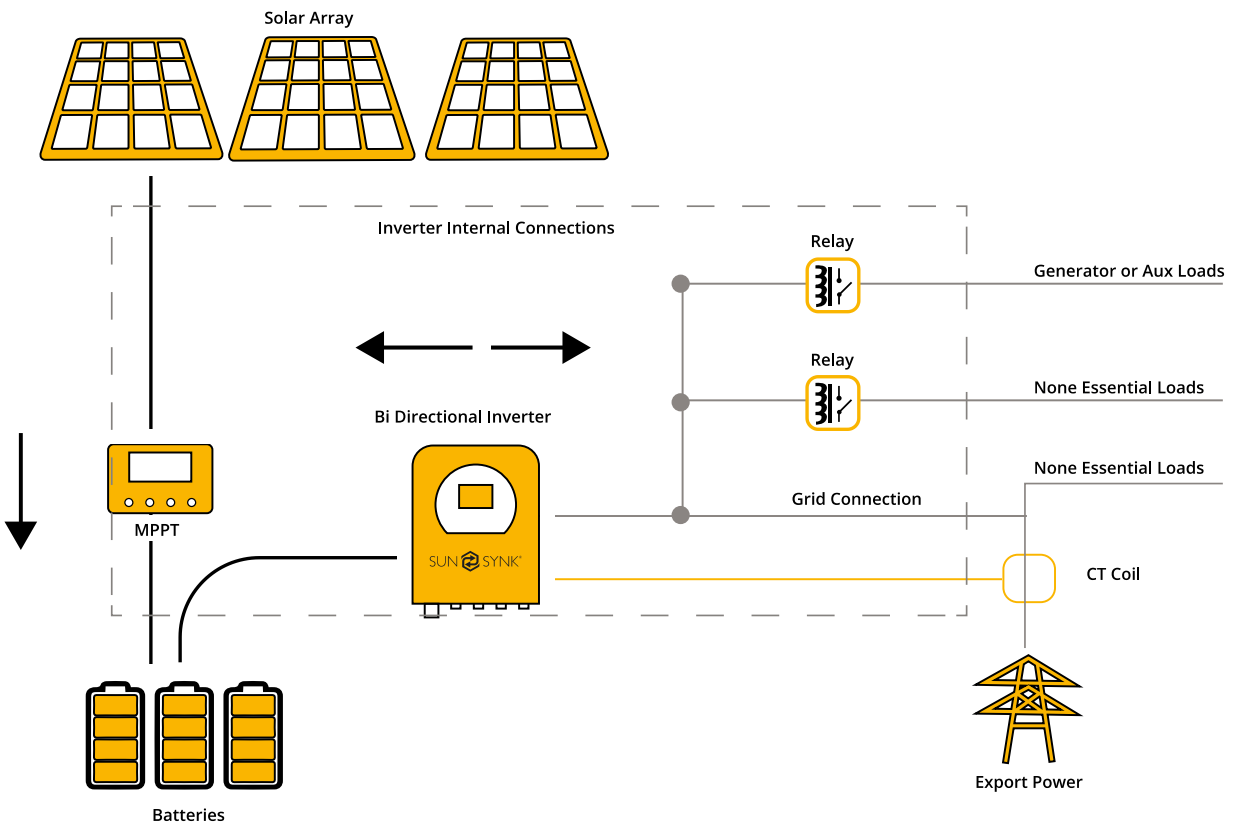 Solar Array
Inverter Internal Connections
Relay
Generator or Aux Loads
Relay
None Essential Loads
Bi Directional Inverter
None Essential Loads
Grid Connection
MPPT
SUN SYNK®
CT Coil
Export Power
Batteries